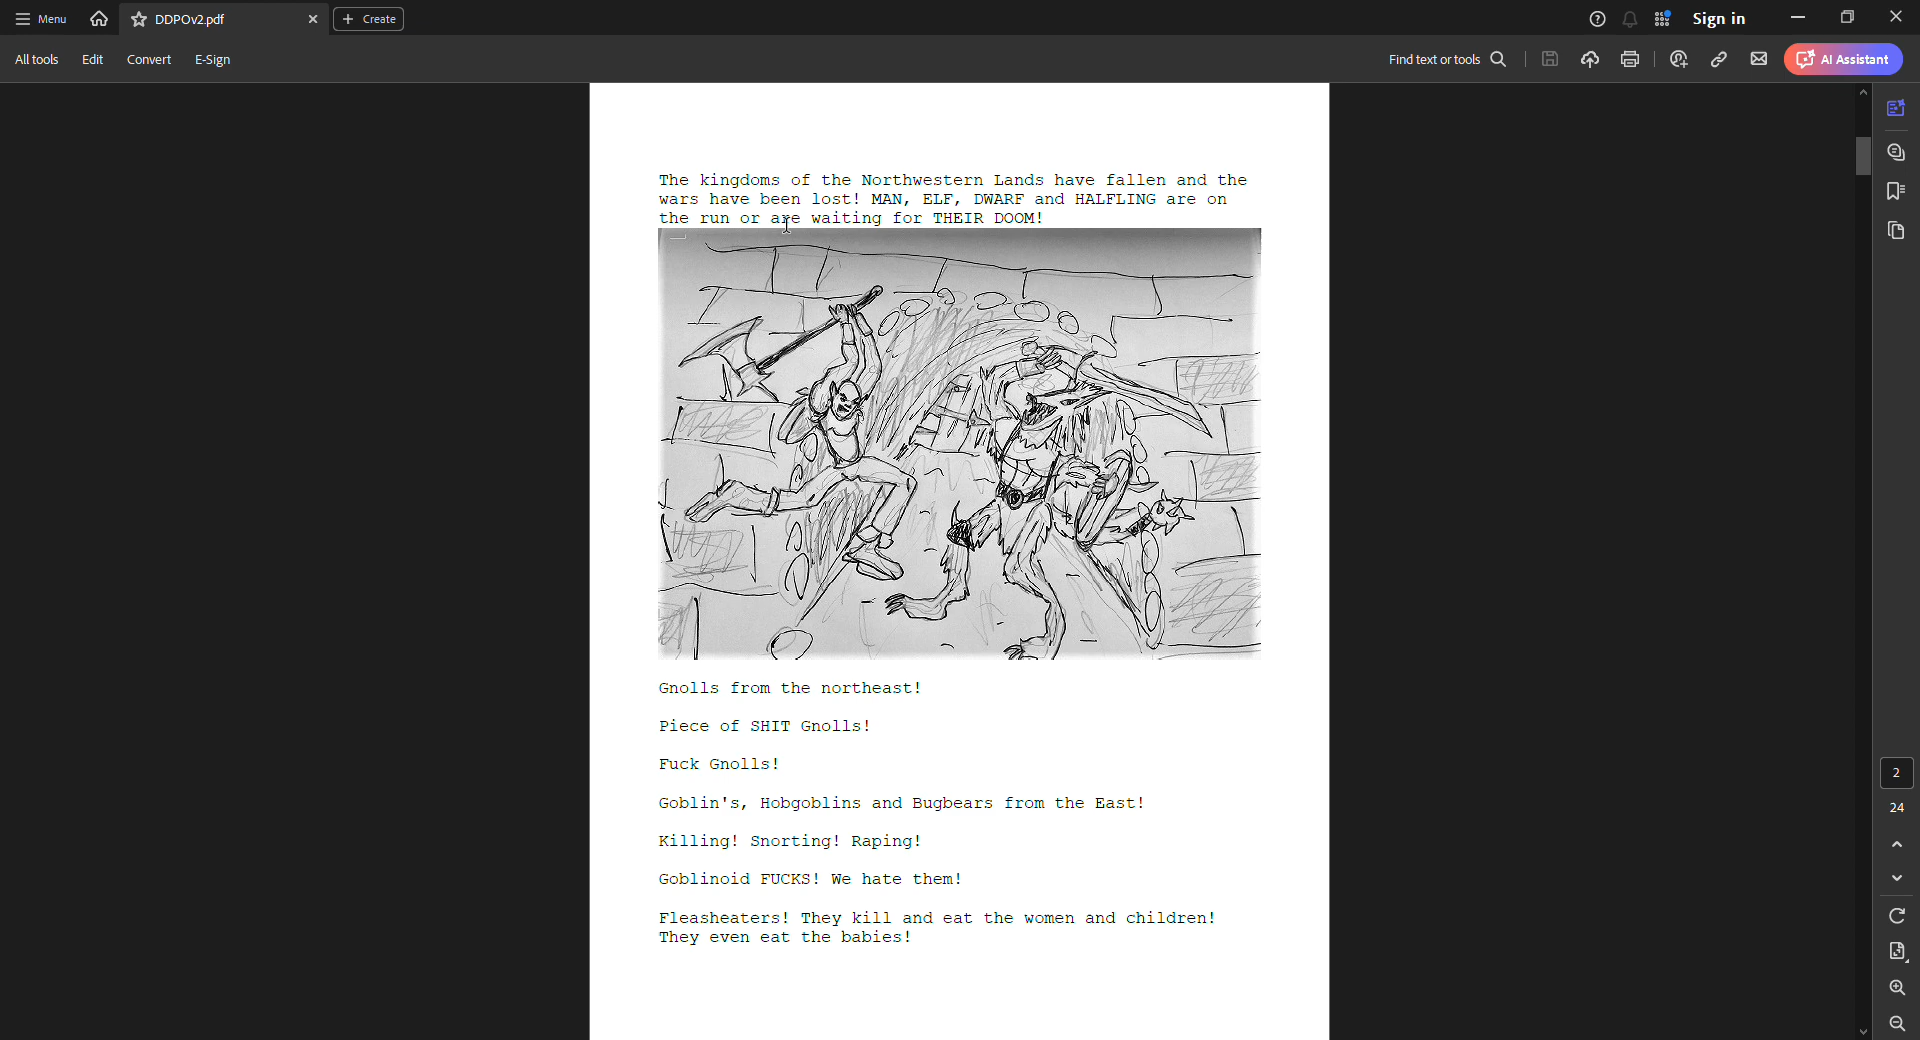 Menu
DDPOv2.pdf
Create
Sign in
All tools
Edit
Convert
E-Sign
Find text or tools
AI Assistant
The kingdoms of the Northwestern Lands have fallen and the
wars have been lost! MAN, ELF, DWARF and HALFLING are on
the run or are waiting for THEIR DOOM!
Gnolls from the northeast!
Piece of SHIT Gnolls!
Fuck Gnolls!
Goblin's, Hobgoblins and Bugbears from the East!
Killing! Snorting! Raping!
Goblinoid FUCKS! We hate them!
Fleasheaters! They kill and eat the women and children!
They even eat the babies!
2
24